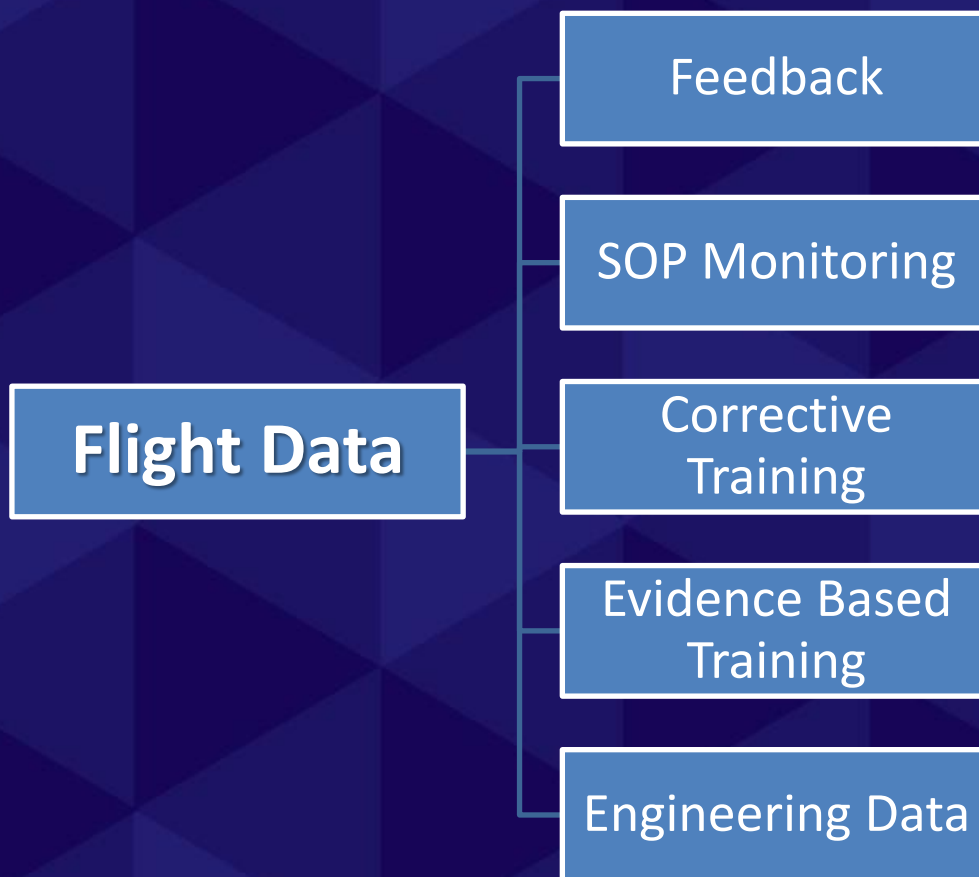 Feedback
SOP Monitoring
Corrective
Training
Flight Data
Evidence Based
Training
Engineering Data